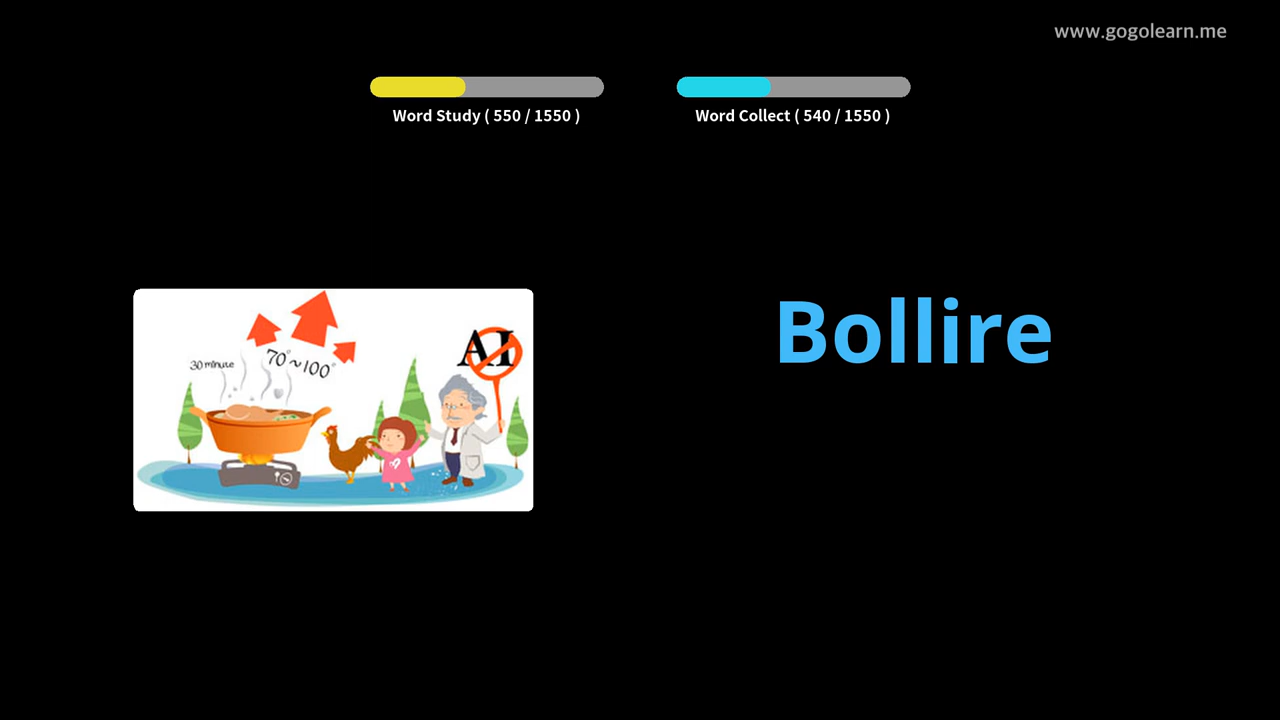 www.gogolearn.me
Word Study ( 550 / 1550 )
Word Collect ( 540 / 1550 )
30 minute
70°~100°
AI
Bollire